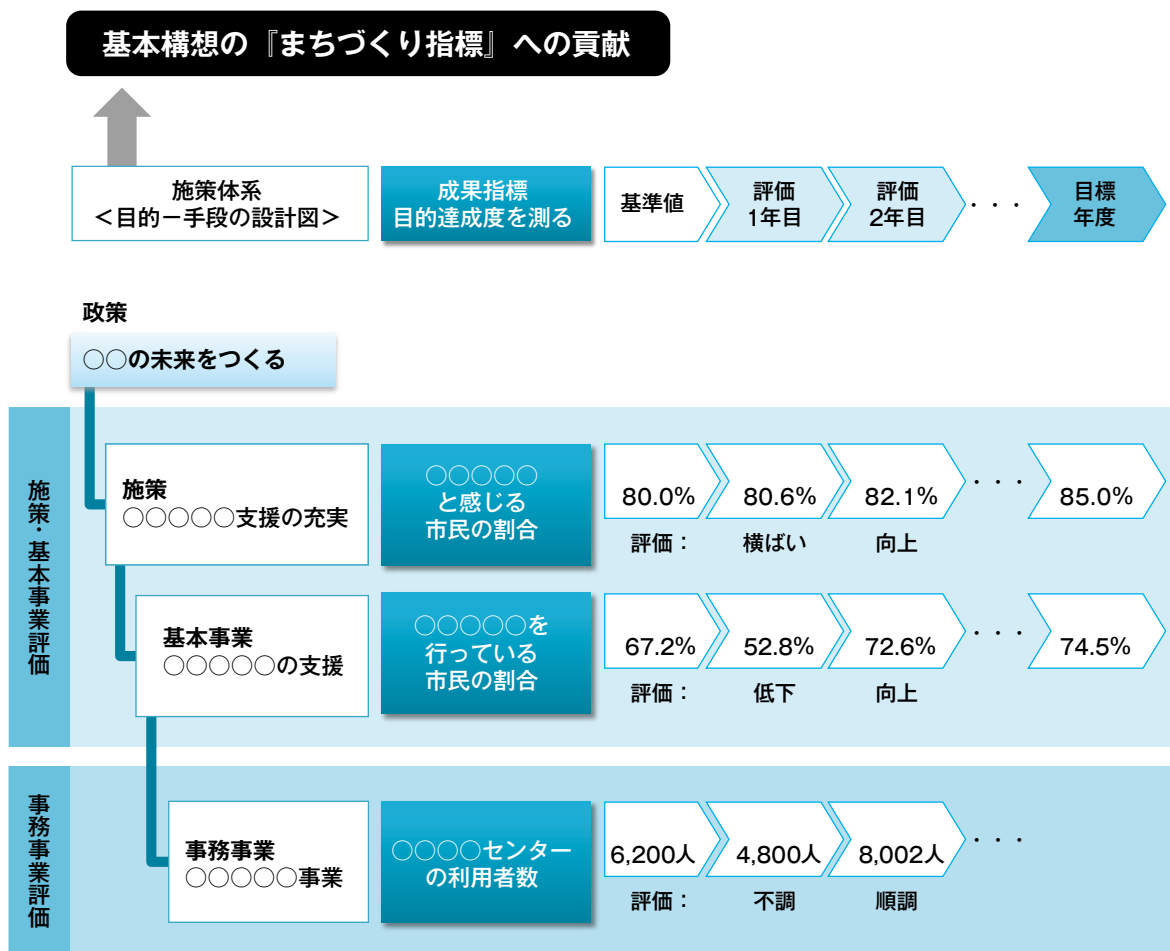 基本構想の『まちづくり指標』への貢献
施策体系
＜目的－手段の設計図＞
成果指標
目的達成度を測る
基準値
評価
1年目
評価
2年目
・・・
目標
年度
政策
○○の未来をつくる
施策・基本事業評価
施策
○○○○○支援の充実
○○○○○
と感じる
市民の割合
80.0%
80.6%
82.1%
・・・
85.0%
評価：
横ばい
向上
基本事業
○○○○○の支援
○○○○○を
行っている
市民の割合
67.2%
52.8%
72.6%
・・・
74.5%
評価：
低下
向上
事務事業評価
事務事業
○○○○○事業
○○○○センター
の利用者数
6,200人
4,800人
8,002人
・・・
評価：
不調
順調